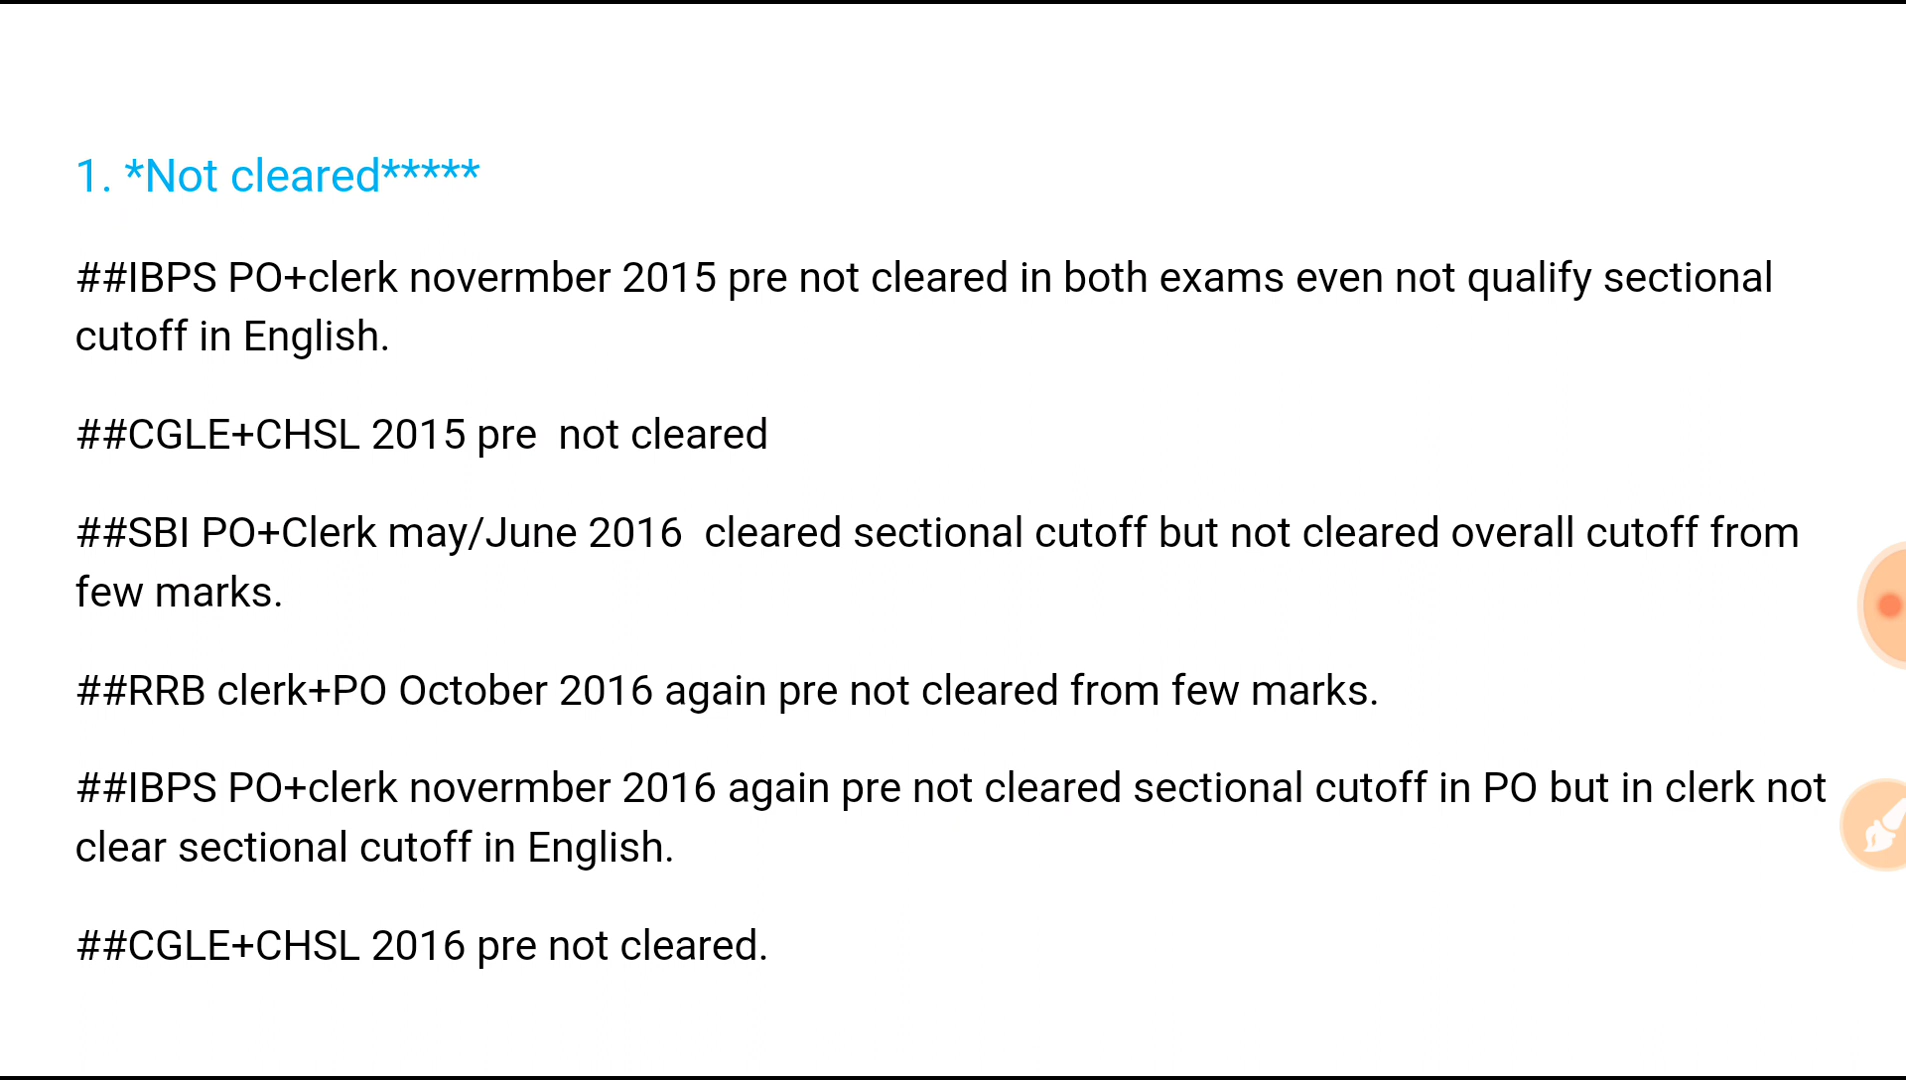 1. *Not cleared*****
##IBPS PO+clerk novermber 2015 pre not cleared in both exams even not qualify sectional
cutoff in English.
##CGLE+CHSL 2015 pre  not cleared
##SBI PO+Clerk may/June 2016  cleared sectional cutoff but not cleared overall cutoff from
few marks.
##RRB clerk+PO October 2016 again pre not cleared from few marks.
##IBPS PO+clerk novermber 2016 again pre not cleared sectional cutoff in PO but in clerk not
clear sectional cutoff in English.
##CGLE+CHSL 2016 pre not cleared.